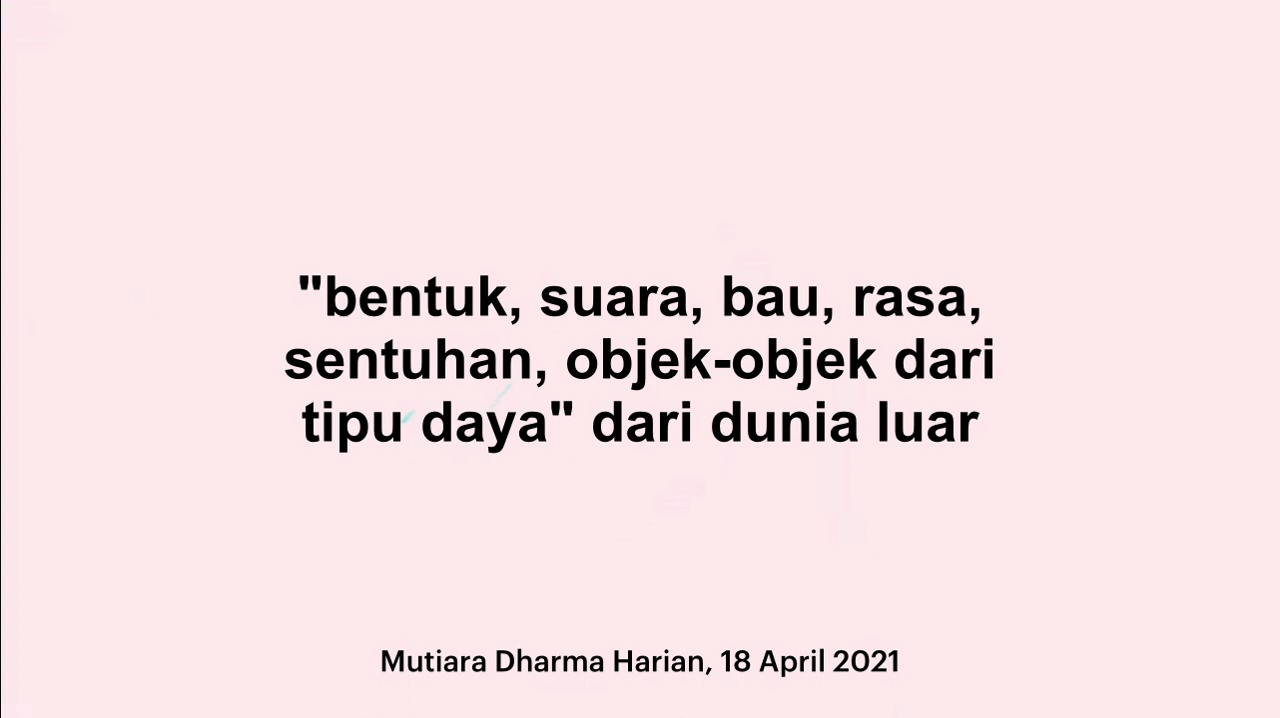 "bentuk, suara, bau, rasa,
sentuhan, objek-objek dari
tipu daya" dari dunia luar
Mutiara Dharma Harian, 18 April 2021